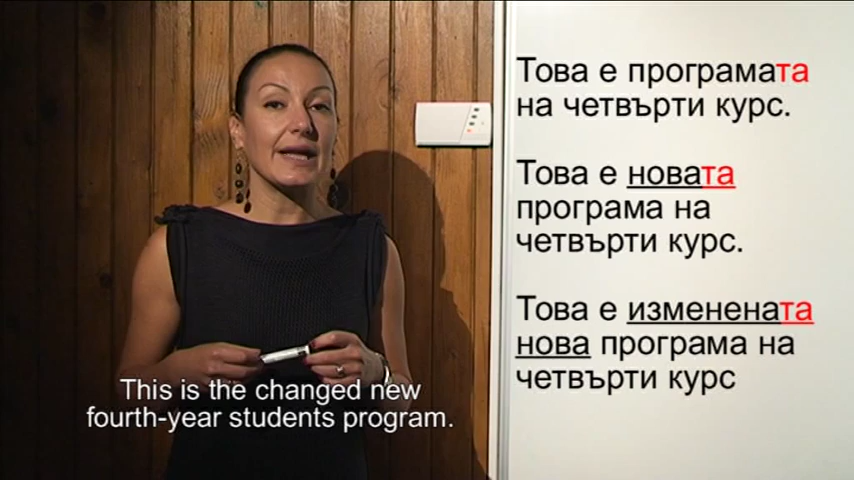 Това е програмата
на четвърти курс.
Това е новата
програма на
четвърти курс.
Това е изменената
нова програма на
четвърти курс
This is the changed new
fourth-year students program.